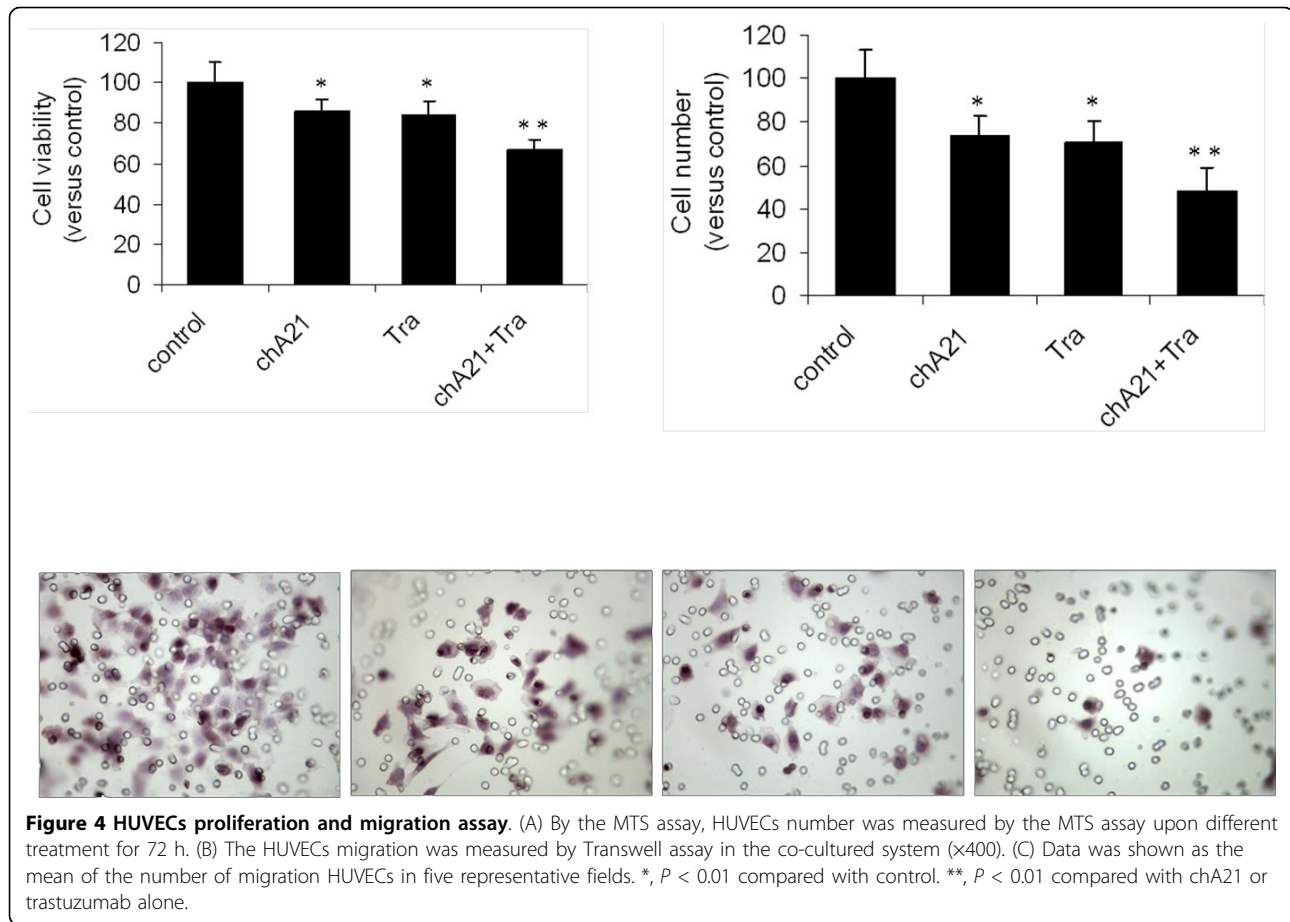 120
100
80
60
40
20
0
Cell viability
(versus control)
*
*
**
control
chA21
Tra
chA21+Tra
120
100
80
60
40
20
0
Cell number
(versus control)
*
*
**
control
chA21
Tra
chA21+Tra
Figure 4 HUVECs proliferation and migration assay. (A) By the MTS assay, HUVECs number was measured by the MTS assay upon different
treatment for 72 h. (B) The HUVECs migration was measured by Transwell assay in the co-cultured system (×400). (C) Data was shown as the
mean of the number of migration HUVECs in five representative fields. *, P < 0.01 compared with control. **, P < 0.01 compared with chA21 or
trastuzumab alone.